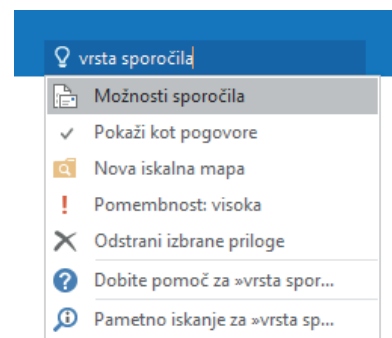 vrsta sporočila
Možnosti sporočila
Pokaži kot pogovore
Nova iskalna mapa
Pomembnost: visoka
Odstrani izbrane priloge
Dobite pomoč za »vrsta spor...
Pametno iskanje za »vrsta sp...